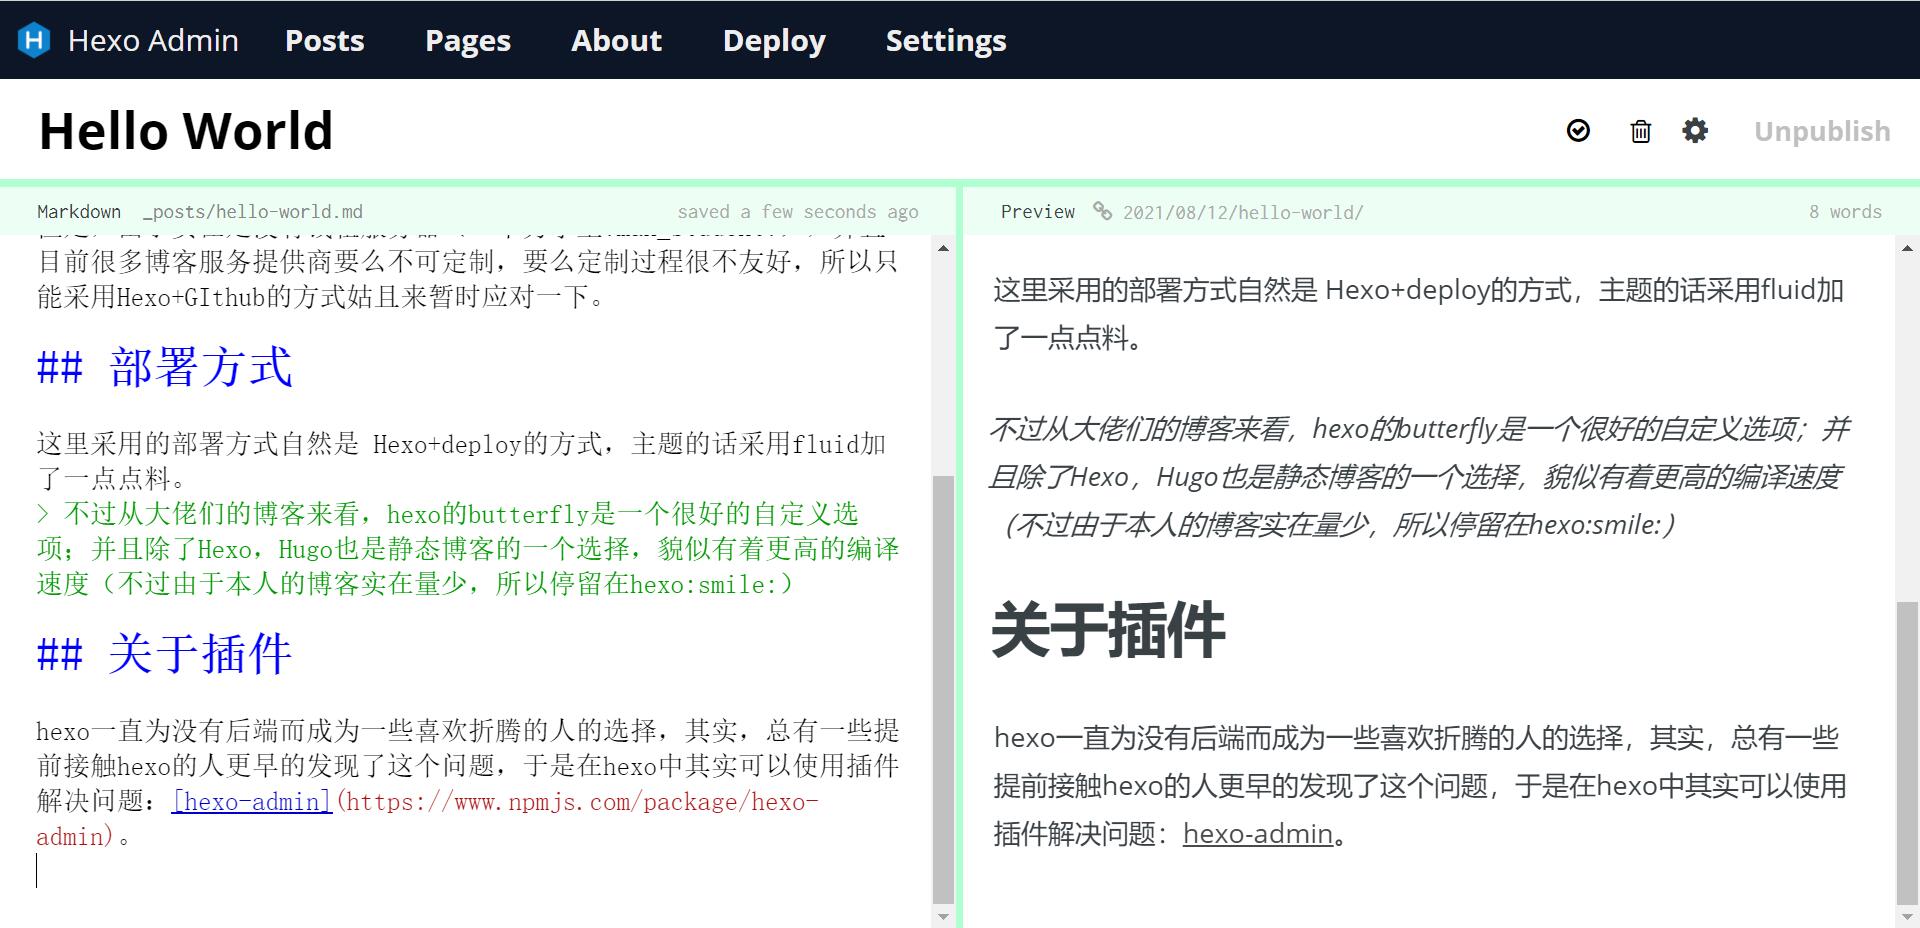 Hexo Admin Posts Pages About Deploy Settings
Hello World
Unpublish
Markdown _posts/hello-world.md saved a few seconds ago
目前很多博客服务提供商要么不可定制，要么定制过程很不友好，所以只
能采用Hexo+GIthub的方式姑且来暂时应对一下。
## 部署方式
这里采用的部署方式自然是 Hexo+deploy的方式，主题的话采用fluid加
了一点点料。
> 不过从大佬们的博客来看，hexo的butterfly是一个很好的自定义选
项；并且除了Hexo，Hugo也是静态博客的一个选择，貌似有着更高的编译
速度（不过由于本人的博客实在量少，所以停留在hexo:smile:）
## 关于插件
hexo一直为没有后端而成为一些喜欢折腾的人的选择，其实，总有一些提
前接触hexo的人更早的发现了这个问题，于是在hexo中其实可以使用插件
解决问题：[hexo-admin](https://www.npmjs.com/package/hexo-
admin)。
Preview 2021/08/12/hello-world/ 8 words
这里采用的部署方式自然是 Hexo+deploy的方式，主题的话采用fluid加
了一点点料。
不过从大佬们的博客来看，hexo的butterfly是一个很好的自定义选项；并
且除了Hexo，Hugo也是静态博客的一个选择，貌似有着更高的编译速度
（不过由于本人的博客实在量少，所以停留在hexo:smile:）
关于插件
hexo一直为没有后端而成为一些喜欢折腾的人的选择，其实，总有一些
提前接触hexo的人更早的发现了这个问题，于是在hexo中其实可以使用
插件解决问题：hexo-admin。